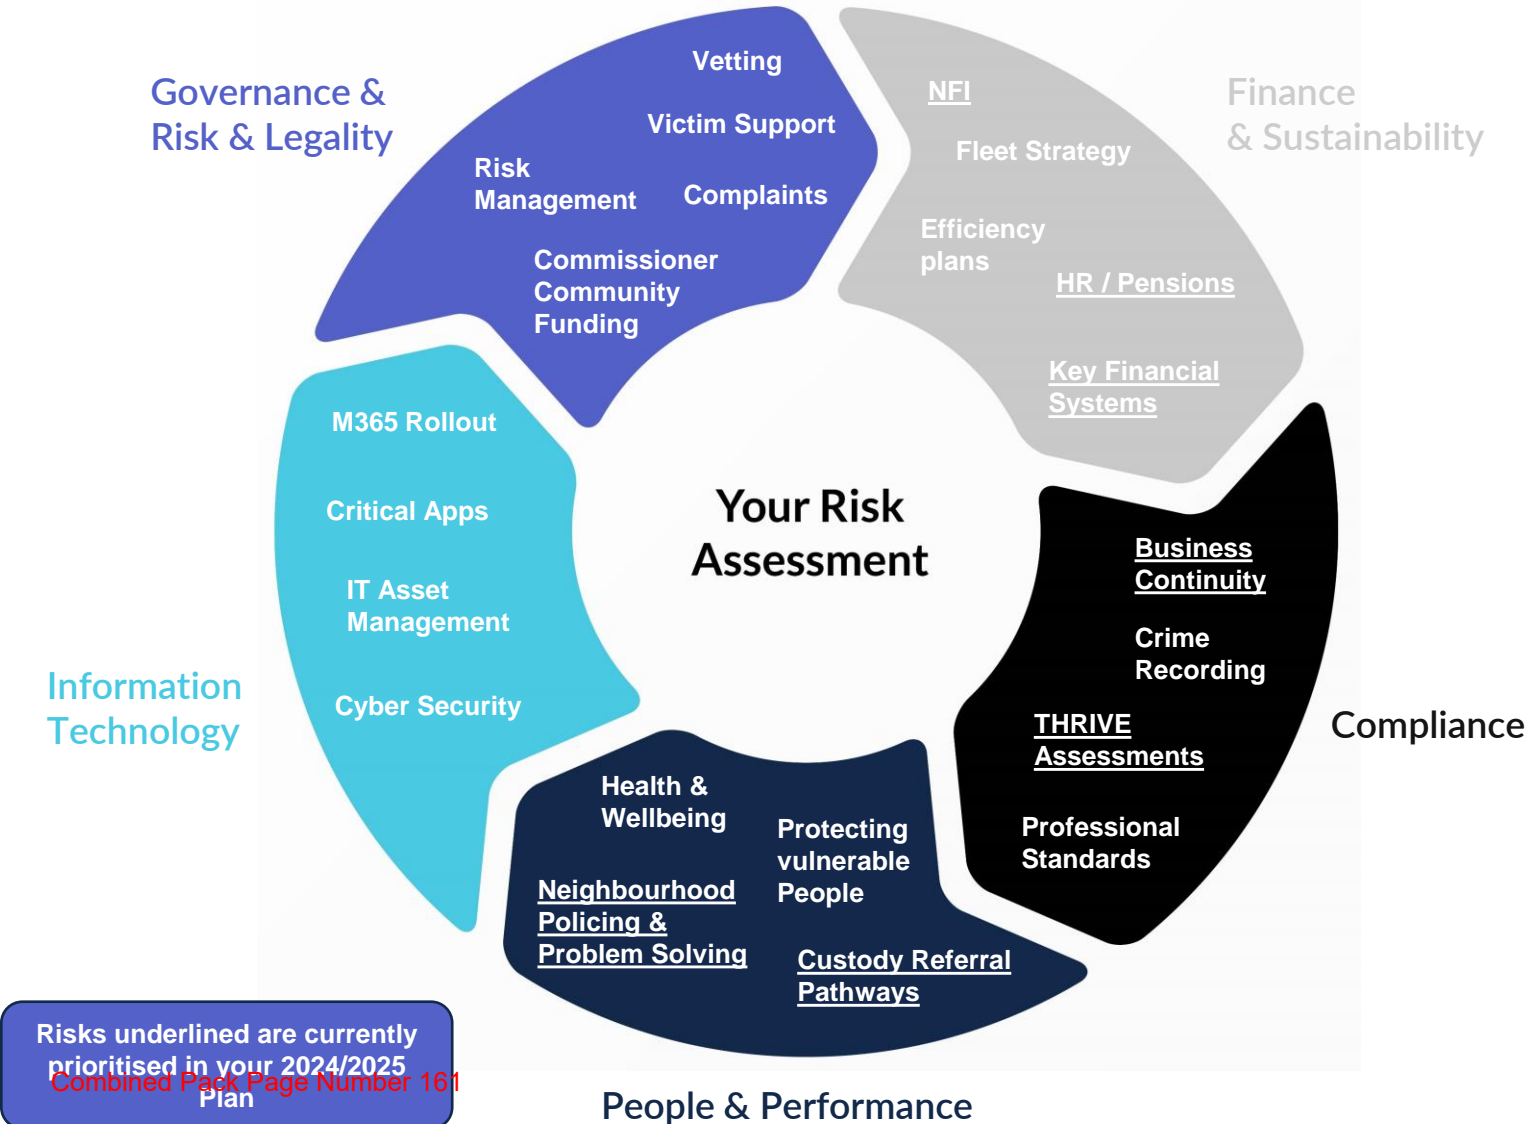 Governance &
Risk & Legality
Vetting
Victim Support
Risk
Management
Complaints
Commissioner
Community
Funding
Finance
& Sustainability
NFI
Fleet Strategy
Efficiency
plans
HR / Pensions
Key Financial
Systems
Your Risk
Assessment
M365 Rollout
Critical Apps
IT Asset
Management
Cyber Security
Information
Technology
Business
Continuity
Crime
Recording
THRIVE
Assessments
Professional
Standards
Compliance
Health &
Wellbeing
Protecting
vulnerable
People
Neighbourhood
Policing &
Problem Solving
Custody Referral
Pathways
People & Performance
Risks underlined are currently
prioritised in your 2024/2025
Plan
Combined Pack Page Number 161